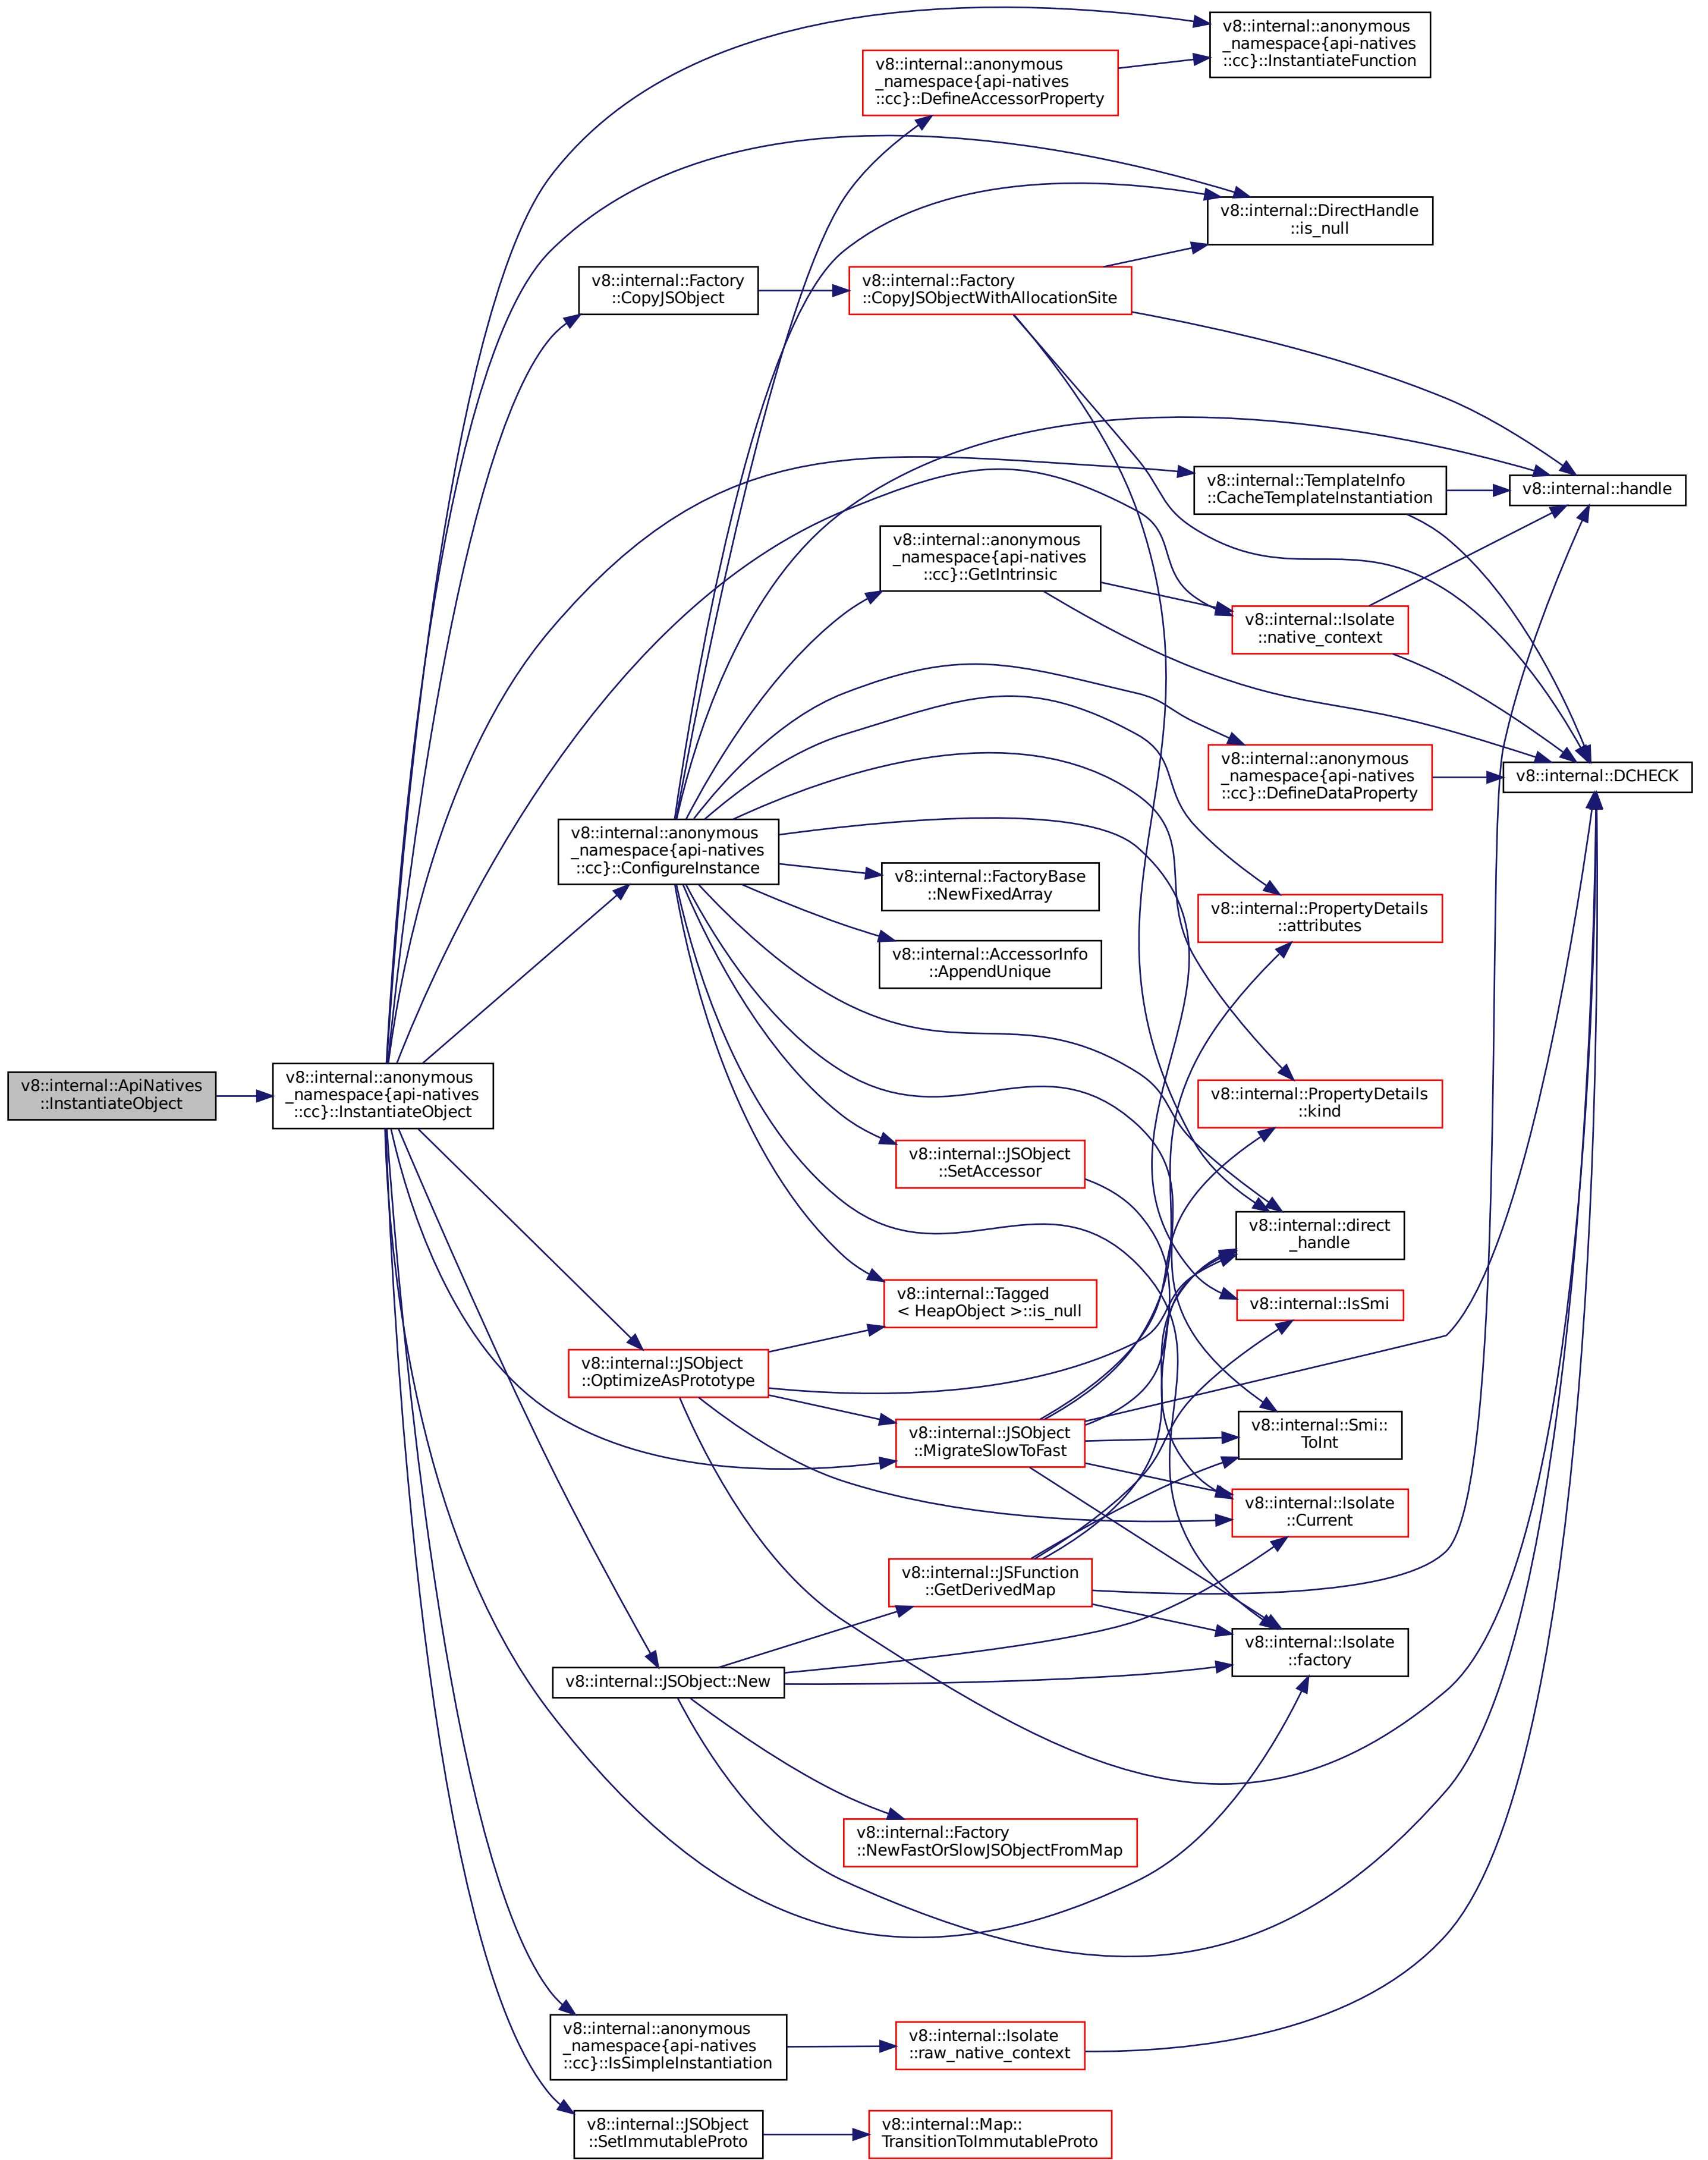 v8::internal::ApiNatives
::InstantiateObject
v8::internal::anonymous
_namespace{api-natives
::cc}::InstantiateObject
v8::internal::Factory
::CopyJSObject
v8::internal::anonymous
_namespace{api-natives
::cc}::ConfigureInstance
v8::internal::JSObject
::OptimizeAsPrototype
v8::internal::JSObject::New
v8::internal::anonymous
_namespace{api-natives
::cc}::IsSimpleInstantiation
v8::internal::JSObject
::SetImmutableProto
v8::internal::anonymous
_namespace{api-natives
::cc}::DefineAccessorProperty
v8::internal::Factory
::CopyJSObjectWithAllocationSite
v8::internal::anonymous
_namespace{api-natives
::cc}::GetIntrinsic
v8::internal::FactoryBase
::NewFixedArray
v8::internal::AccessorInfo
::AppendUnique
v8::internal::JSObject
::SetAccessor
v8::internal::Tagged
< HeapObject >::is_null
v8::internal::JSObject
::MigrateSlowToFast
v8::internal::JSFunction
::GetDerivedMap
v8::internal::Factory
::NewFastOrSlowJSObjectFromMap
v8::internal::Isolate
::raw_native_context
v8::internal::Map::
TransitionToImmutableProto
v8::internal::anonymous
_namespace{api-natives
::cc}::InstantiateFunction
v8::internal::DirectHandle
::is_null
v8::internal::TemplateInfo
::CacheTemplateInstantiation
v8::internal::Isolate
::native_context
v8::internal::anonymous
_namespace{api-natives
::cc}::DefineDataProperty
v8::internal::PropertyDetails
::attributes
v8::internal::PropertyDetails
::kind
v8::internal::direct
_handle
v8::internal::IsSmi
v8::internal::Smi::
ToInt
v8::internal::Isolate
::Current
v8::internal::Isolate
::factory
v8::internal::handle
v8::internal::DCHECK